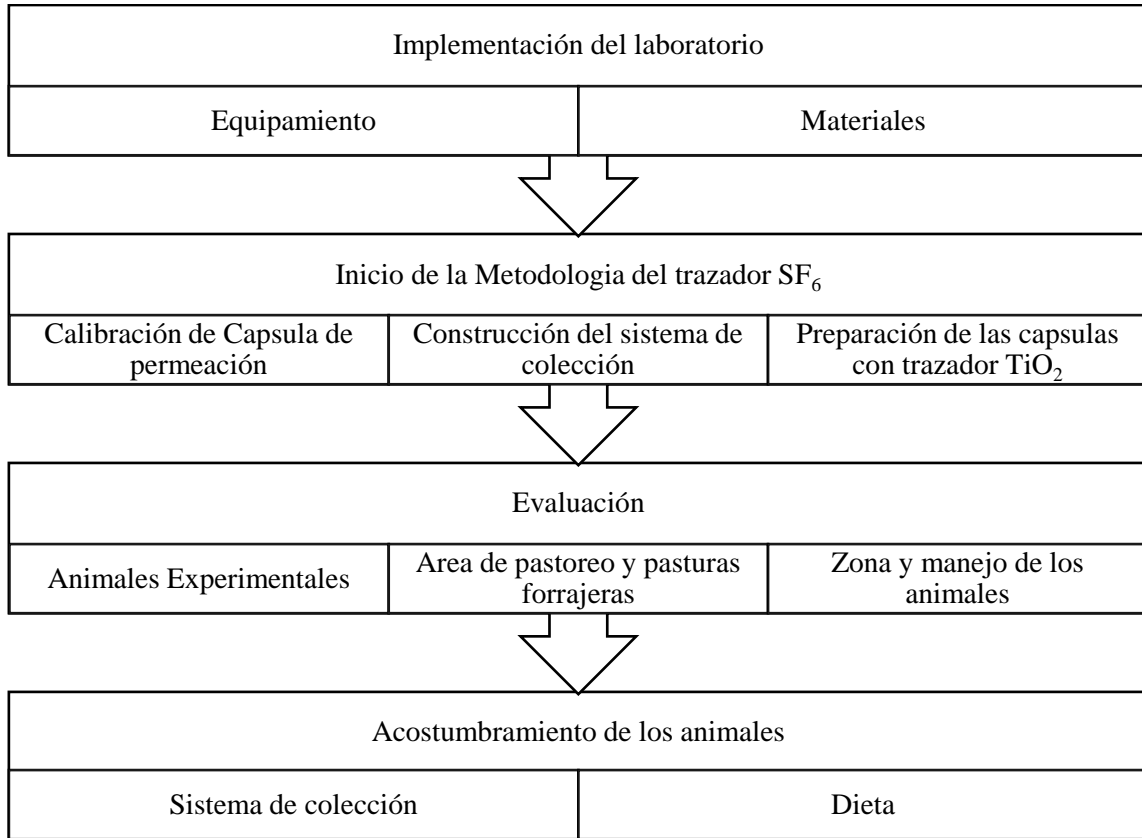 Implementación del laboratorio
Equipamiento
Materiales
Inicio de la Metodologia del trazador SF₆
Calibración de Capsula de
permeación
Construcción del sistema de
colección
Preparación de las capsulas
con trazador TiO₂
Evaluación
Animales Experimentales
Area de pastoreo y pasturas
forrajeras
Zona y manejo de los
animales
Acostumbramiento de los animales
Sistema de colección
Dieta